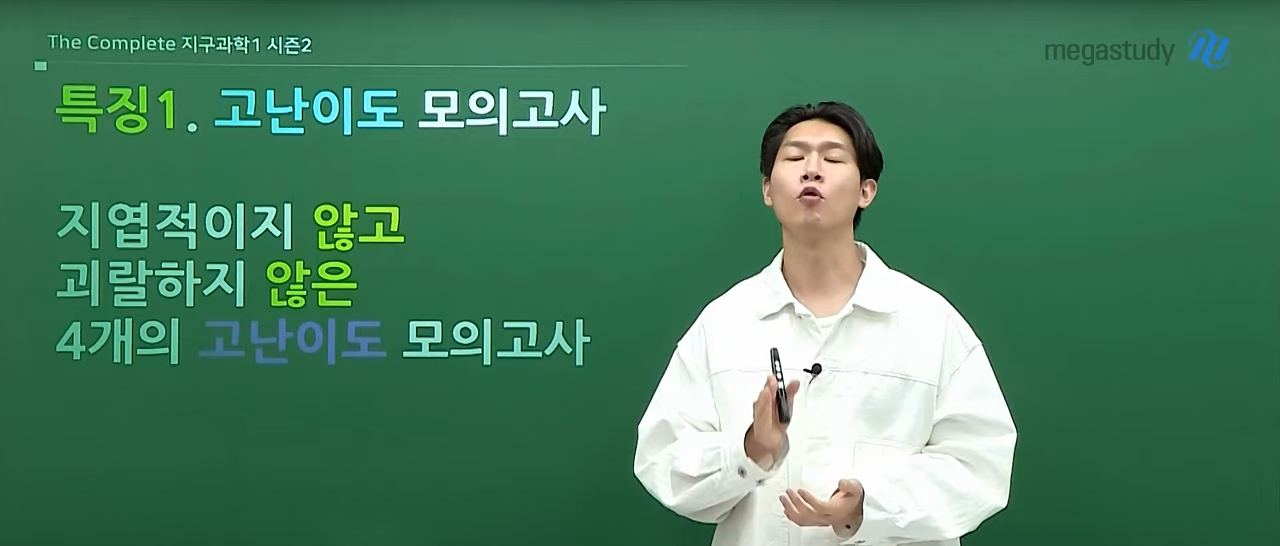 The Complete 지구과학1 시즌2
megastudy
특징1. 고난이도 모의고사
지엽적이지 않고
괴랄하지 않은
4개의 고난이도 모의고사